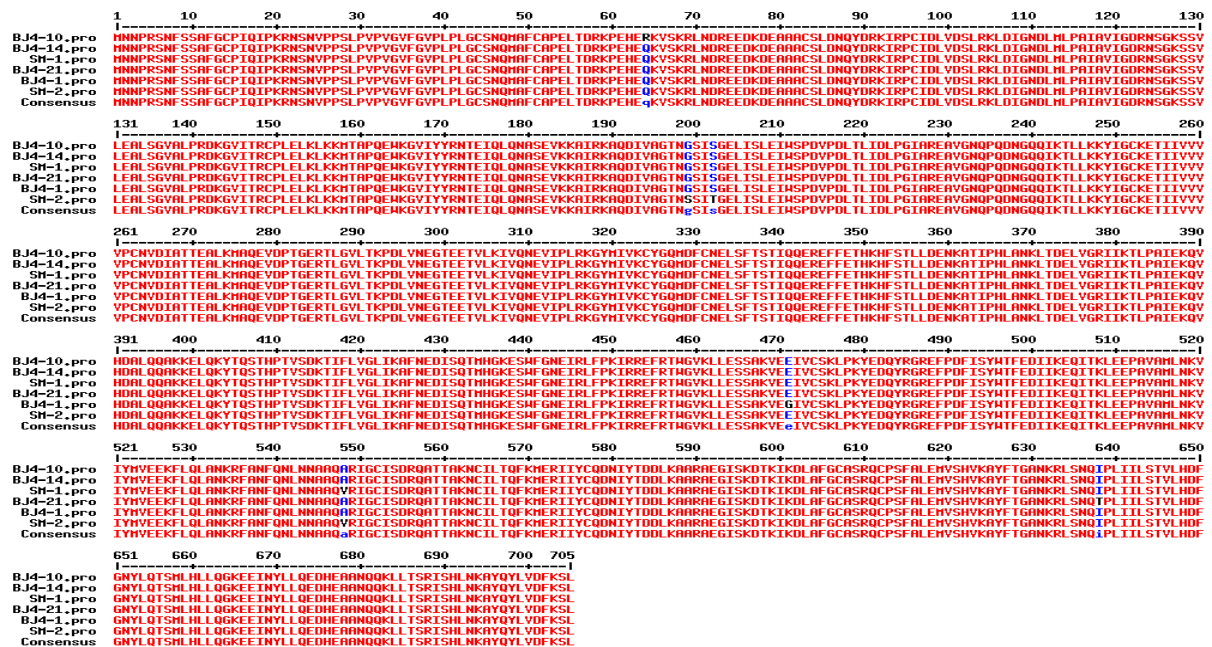 1 10 20 30 40 50 60 70 80 90 100 110 120 130
BJ4-10.pro MNNPRSNFSSAFGCPIQIPKRNSNVPPSLPVPVGVFGVPLPLGCSNQMAFCAPELTDRKPEHERKVSKRLNDREEDKDEAAACSLDNQYDRKIRPCIDLVDSLRKLDIGNDLMLPAIAVIGDRNSGKSSV
BJ4-14.pro MNNPRSNFSSAFGCPIQIPKRNSNVPPSLPVPVGVFGVPLPLGCSNQMAFCAPELTDRKPEHEQKVSKRLNDREEDKDEAAACSLDNQYDRKIRPCIDLVDSLRKLDIGNDLMLPAIAVIGDRNSGKSSV
SM-1.pro MNNPRSNFSSAFGCPIQIPKRNSNVPPSLPVPVGVFGVPLPLGCSNQMAFCAPELTDRKPEHEQKVSKRLNDREEDKDEAAACSLDNQYDRKIRPCIDLVDSLRKLDIGNDLMLPAIAVIGDRNSGKSSV
BJ4-21.pro MNNPRSNFSSAFGCPIQIPKRNSNVPPSLPVPVGVFGVPLPLGCSNQMAFCAPELTDRKPEHEQKVSKRLNDREEDKDEAAACSLDNQYDRKIRPCIDLVDSLRKLDIGNDLMLPAIAVIGDRNSGKSSV
BJ4-1.pro MNNPRSNFSSAFGCPIQIPKRNSNVPPSLPVPVGVFGVPLPLGCSNQMAFCAPELTDRKPEHEQKVSKRLNDREEDKDEAAACSLDNQYDRKIRPCIDLVDSLRKLDIGNDLMLPAIAVIGDRNSGKSSV
SM-2.pro MNNPRSNFSSAFGCPIQIPKRNSNVPPSLPVPVGVFGVPLPLGCSNQMAFCAPELTDRKPEHEQKVSKRLNDREEDKDEAAACSLDNQYDRKIRPCIDLVDSLRKLDIGNDLMLPAIAVIGDRNSGKSSV
Consensus MNNPRSNFSSAFGCPIQIPKRNSNVPPSLPVPVGVFGVPLPLGCSNQMAFCAPELTDRKPEHEqKVSKRLNDREEDKDEAAACSLDNQYDRKIRPCIDLVDSLRKLDIGNDLMLPAIAVIGDRNSGKSSV
131 140 150 160 170 180 190 200 210 220 230 240 250 260
BJ4-10.pro LEALSGVALPRDKGVITRCPLELKLKKMTAPQEWKGVIYYRNTEIQLQNASEVKKAIRKAQDIVAGTNGSISGELISLEIWSPDVPDLTLIDLPGIAREAVGNQPQDNGQQIKTLLKKYIGCKETIIVVV
BJ4-14.pro LEALSGVALPRDKGVITRCPLELKLKKMTAPQEWKGVIYYRNTEIQLQNASEVKKAIRKAQDIVAGTNGSISGELISLEIWSPDVPDLTLIDLPGIAREAVGNQPQDNGQQIKTLLKKYIGCKETIIVVV
SM-1.pro LEALSGVALPRDKGVITRCPLELKLKKMTAPQEWKGVIYYRNTEIQLQNASEVKKAIRKAQDIVAGTNGSISGELISLEIWSPDVPDLTLIDLPGIAREAVGNQPQDNGQQIKTLLKKYIGCKETIIVVV
BJ4-21.pro LEALSGVALPRDKGVITRCPLELKLKKMTAPQEWKGVIYYRNTEIQLQNASEVKKAIRKAQDIVAGTNGSISGELISLEIWSPDVPDLTLIDLPGIAREAVGNQPQDNGQQIKTLLKKYIGCKETIIVVV
BJ4-1.pro LEALSGVALPRDKGVITRCPLELKLKKMTAPQEWKGVIYYRNTEIQLQNASEVKKAIRKAQDIVAGTNGSISGELISLEIWSPDVPDLTLIDLPGIAREAVGNQPQDNGQQIKTLLKKYIGCKETIIVVV
SM-2.pro LEALSGVALPRDKGVITRCPLELKLKKMTAPQEWKGVIYYRNTEIQLQNASEVKKAIRKAQDIVAGTNSSITGELISLEIWSPDVPDLTLIDLPGIAREAVGNQPQDNGQQIKTLLKKYIGCKETIIVVV
Consensus LEALSGVALPRDKGVITRCPLELKLKKMTAPQEWKGVIYYRNTEIQLQNASEVKKAIRKAQDIVAGTNgSIsGELISLEIWSPDVPDLTLIDLPGIAREAVGNQPQDNGQQIKTLLKKYIGCKETIIVVV
261 270 280 290 300 310 320 330 340 350 360 370 380 390
BJ4-10.pro VPCNVDIATTEALKMAQEVDPTGERTLGVLTKPDLVNEGTEETVLKIVQNEVIPLRKGYMIVKCYGQMDFCNELSFTSTIQQEREFFETHKHFSTLLDENKATIPHLANKLTDELVGRIIKTLPAIEKQV
BJ4-14.pro VPCNVDIATTEALKMAQEVDPTGERTLGVLTKPDLVNEGTEETVLKIVQNEVIPLRKGYMIVKCYGQMDFCNELSFTSTIQQEREFFETHKHFSTLLDENKATIPHLANKLTDELVGRIIKTLPAIEKQV
SM-1.pro VPCNVDIATTEALKMAQEVDPTGERTLGVLTKPDLVNEGTEETVLKIVQNEVIPLRKGYMIVKCYGQMDFCNELSFTSTIQQEREFFETHKHFSTLLDENKATIPHLANKLTDELVGRIIKTLPAIEKQV
BJ4-21.pro VPCNVDIATTEALKMAQEVDPTGERTLGVLTKPDLVNEGTEETVLKIVQNEVIPLRKGYMIVKCYGQMDFCNELSFTSTIQQEREFFETHKHFSTLLDENKATIPHLANKLTDELVGRIIKTLPAIEKQV
BJ4-1.pro VPCNVDIATTEALKMAQEVDPTGERTLGVLTKPDLVNEGTEETVLKIVQNEVIPLRKGYMIVKCYGQMDFCNELSFTSTIQQEREFFETHKHFSTLLDENKATIPHLANKLTDELVGRIIKTLPAIEKQV
SM-2.pro VPCNVDIATTEALKMAQEVDPTGERTLGVLTKPDLVNEGTEETVLKIVQNEVIPLRKGYMIVKCYGQMDFCNELSFTSTIQQEREFFETHKHFSTLLDENKATIPHLANKLTDELVGRIIKTLPAIEKQV
Consensus VPCNVDIATTEALKMAQEVDPTGERTLGVLTKPDLVNEGTEETVLKIVQNEVIPLRKGYMIVKCYGQMDFCNELSFTSTIQQEREFFETHKHFSTLLDENKATIPHLANKLTDELVGRIIKTLPAIEKQV
391 400 410 420 430 440 450 460 470 480 490 500 510 520
BJ4-10.pro HDALQQAKKELQKYTQSTHPTVSDKTIFLVGLIKAFNEDISQTMHGKESWFGNEIRLFPKIRREFRTWGVKLLESSAKVEEIVCSKLPKYEDQYRGREFPDFISYWTFEDIIKEQITKLEEPAVAMLNKV
BJ4-14.pro HDALQQAKKELQKYTQSTHPTVSDKTIFLVGLIKAFNEDISQTMHGKESWFGNEIRLFPKIRREFRTWGVKLLESSAKVEEIVCSKLPKYEDQYRGREFPDFISYWTFEDIIKEQITKLEEPAVAMLNKV
SM-1.pro HDALQQAKKELQKYTQSTHPTVSDKTIFLVGLIKAFNEDISQTMHGKESWFGNEIRLFPKIRREFRTWGVKLLESSAKVEEIVCSKLPKYEDQYRGREFPDFISYWTFEDIIKEQITKLEEPAVAMLNKV
BJ4-21.pro HDALQQAKKELQKYTQSTHPTVSDKTIFLVGLIKAFNEDISQTMHGKESWFGNEIRLFPKIRREFRTWGVKLLESSAKVEEIVCSKLPKYEDQYRGREFPDFISYWTFEDIIKEQITKLEEPAVAMLNKV
BJ4-1.pro HDALQQAKKELQKYTQSTHPTVSDKTIFLVGLIKAFNEDISQTMHGKESWFGNEIRLFPKIRREFRTWGVKLLESSAKVEGIVCSKLPKYEDQYRGREFPDFISYWTFEDIIKEQITKLEEPAVAMLNKV
SM-2.pro HDALQQAKKELQKYTQSTHPTVSDKTIFLVGLIKAFNEDISQTMHGKESWFGNEIRLFPKIRREFRTWGVKLLESSAKVEEIVCSKLPKYEDQYRGREFPDFISYWTFEDIIKEQITKLEEPAVAMLNKV
Consensus HDALQQAKKELQKYTQSTHPTVSDKTIFLVGLIKAFNEDISQTMHGKESWFGNEIRLFPKIRREFRTWGVKLLESSAKVEeIVCSKLPKYEDQYRGREFPDFISYWTFEDIIKEQITKLEEPAVAMLNKV
521 530 540 550 560 570 580 590 600 610 620 630 640 650
BJ4-10.pro IYMVEEKFLQLANKRFANFQNLNNAAQARIGCISDRQATTAKNCILTQFKMERIIYCQDNIYTDDLKAARAEGISKDTKIKDLAFGCASRQCPSFALEMVSHVKAYFTGANKRLSNQIPLIILSTVLHDF
BJ4-14.pro IYMVEEKFLQLANKRFANFQNLNNAAQARIGCISDRQATTAKNCILTQFKMERIIYCQDNIYTDDLKAARAEGISKDTKIKDLAFGCASRQCPSFALEMVSHVKAYFTGANKRLSNQIPLIILSTVLHDF
SM-1.pro IYMVEEKFLQLANKRFANFQNLNNAAQVRIGCISDRQATTAKNCILTQFKMERIIYCQDNIYTDDLKAARAEGISKDTKIKDLAFGCASRQCPSFALEMVSHVKAYFTGANKRLSNQIPLIILSTVLHDF
BJ4-21.pro IYMVEEKFLQLANKRFANFQNLNNAAQARIGCISDRQATTAKNCILTQFKMERIIYCQDNIYTDDLKAARAEGISKDTKIKDLAFGCASRQCPSFALEMVSHVKAYFTGANKRLSNQTPLIILSTVLHDF
BJ4-1.pro IYMVEEKFLQLANKRFANFQNLNNAAQARIGCISDRQATTAKNCILTQFKMERIIYCQDNIYTDDLKAARAEGISKDTKIKDLAFGCASRQCPSFALEMVSHVKAYFTGANKRLSNQIPLIILSTVLHDF
SM-2.pro IYMVEEKFLQLANKRFANFQNLNNAAQVRIGCISDRQATTAKNCILTQFKMERIIYCQDNIYTDDLKAARAEGISKDTKIKDLAFGCASRQCPSFALEMVSHVKAYFTGANKRLSNQIPLIILSTVLHDF
Consensus IYMVEEKFLQLANKRFANFQNLNNAAQaRIGCISDRQATTAKNCILTQFKMERIIYCQDNIYTDDLKAARAEGISKDTKIKDLAFGCASRQCPSFALEMVSHVKAYFTGANKRLSNQiPLIILSTVLHDF
651 660 670 680 690 700 705
BJ4-10.pro GNYLQTSMLHLLQGKEEINYLLQEDHEAANQQKLLTSRISHLNKAYQYLVDFKSL
BJ4-14.pro GNYLQTSMLHLLQGKEEINYLLQEDHEAANQQKLLTSRISHLNKAYQYLVDFKSL
SM-1.pro GNYLQTSMLHLLQGKEEINYLLQEDHEAANQQKLLTSRISHLNKAYQYLVDFKSL
BJ4-21.pro GNYLQTSMLHLLQGKEEINYLLQEDHEAANQQKLLTSRISHLNKAYQYLVDFKSL
BJ4-1.pro GNYLQTSMLHLLQGKEEINYLLQEDHEAANQQKLLTSRISHLNKAYQYLVDFKSL
SM-2.pro GNYLQTSMLHLLQGKEEINYLLQEDHEAANQQKLLTSRISHLNKAYQYLVDFKSL
Consensus GNYLQTSMLHLLQGKEEINYLLQEDHEAANQQKLLTSRISHLNKAYQYLVDFKSL